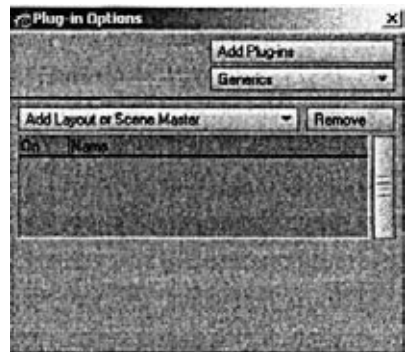 Plug-in Options
Add Plug-ins
Generics
Add Layout or Scene Master
Remove
On Name